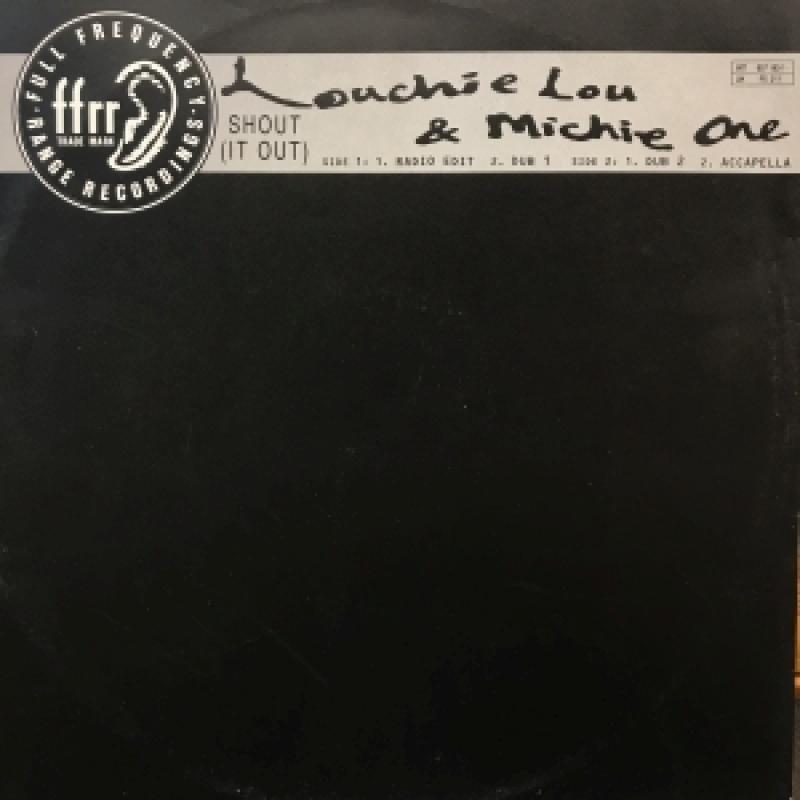 FULL FREQUENCY
RANGE RECORDINGS
ffrr
TRADE MARK
Louchie Lou
& Michie One
SHOUT
(IT OUT)
SIDE 1: 1. RADIO EDIT 2. DUB 1 SIDE 2: 1. DUB 2 2. ACCAPELLA